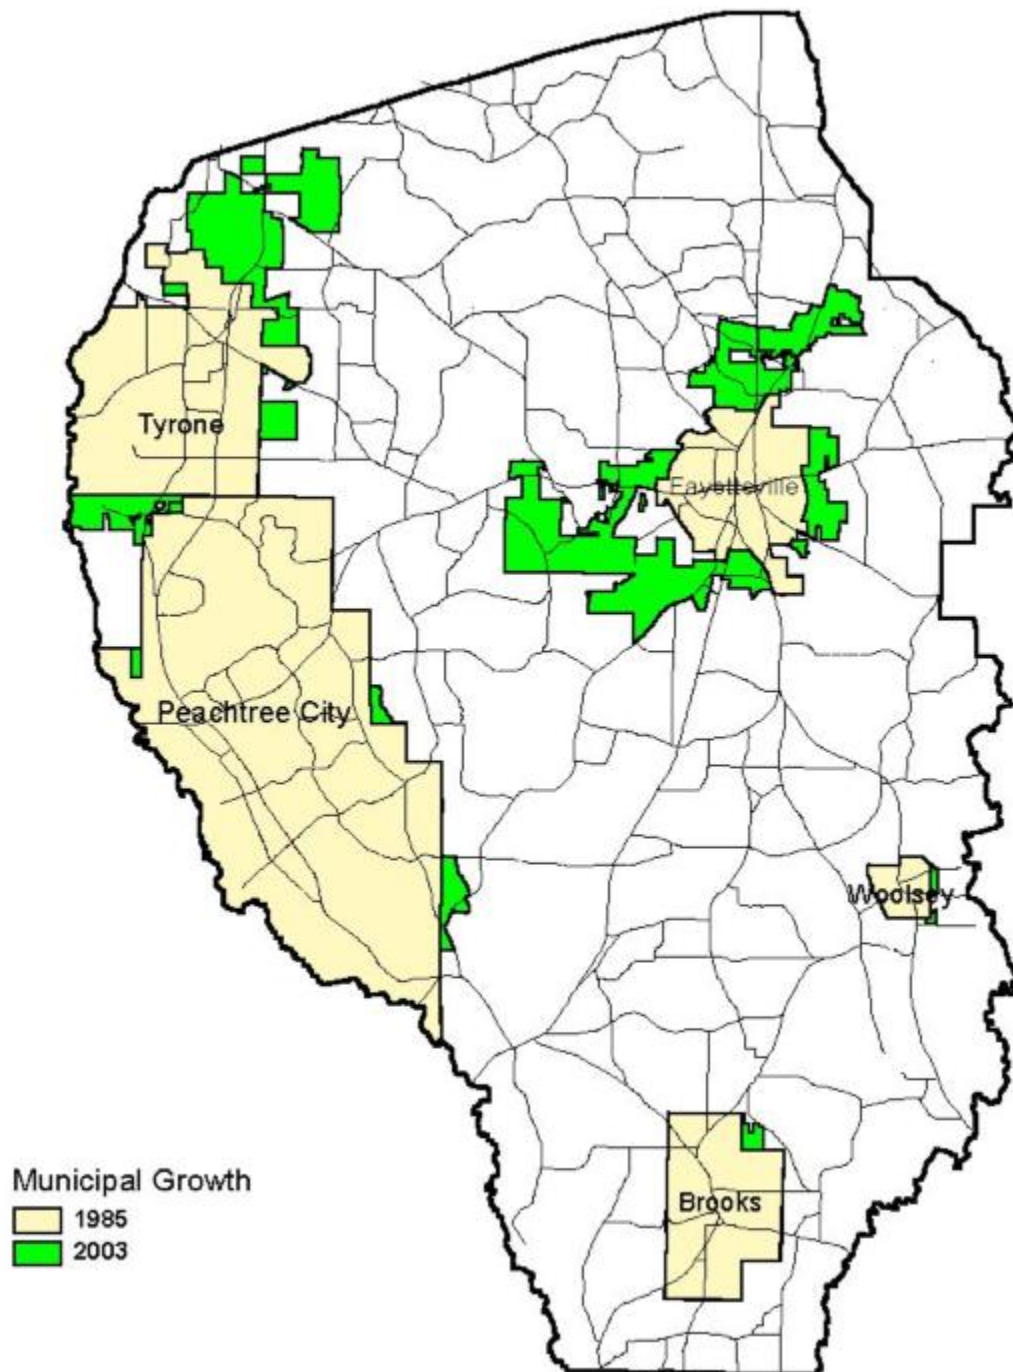 Tyrone
Fayetteville
Peachtree City
Woolsey
Brooks
Municipal Growth
1985
2003